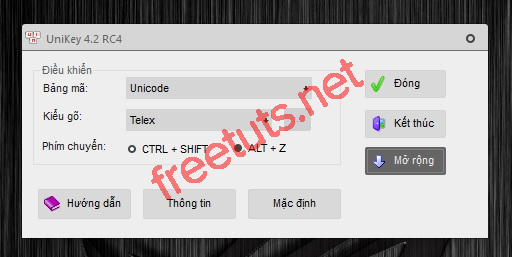 UniKey 4.2 RC4
Điều khiển
Bảng mã:
Unicode
Đóng
Kiểu gõ:
Telex
Kết thúc
Phím chuyển:
CTRL + SHIFT
ALT + Z
Mở rộng
Hướng dẫn
Thông tin
Mặc định
freetuts.net